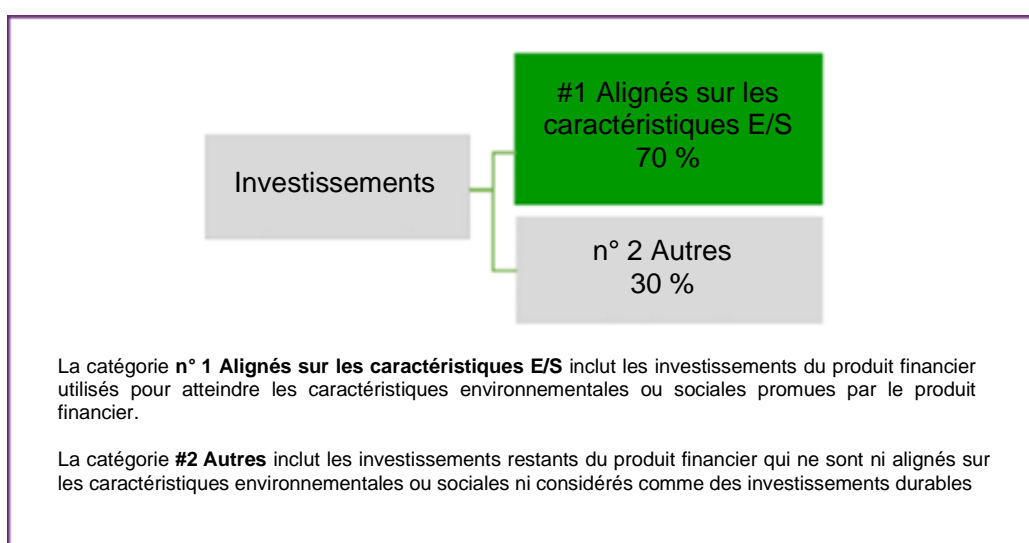 #1 Alignés sur les
caractéristiques E/S
70 %
Investissements
n° 2 Autres
30 %
La catégorie n° 1 Alignés sur les caractéristiques E/S inclut les investissements du produit financier
utilisés pour atteindre les caractéristiques environnementales ou sociales promues par le produit
financier.
La catégorie #2 Autres inclut les investissements restants du produit financier qui ne sont ni alignés sur
les caractéristiques environnementales ou sociales ni considérés comme des investissements durables